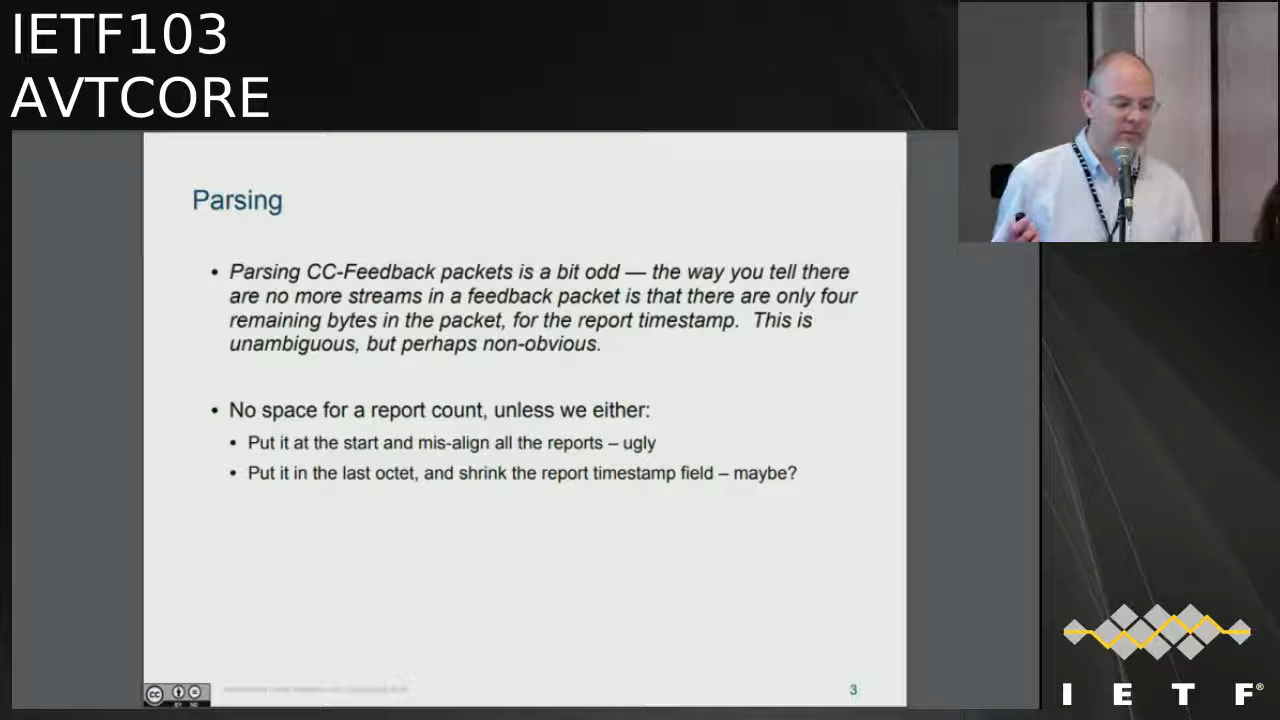 IETF103
AVTCORE
Parsing
• Parsing CC-Feedback packets is a bit odd — the way you tell there
are no more streams in a feedback packet is that there are only four
remaining bytes in the packet, for the report timestamp. This is
unambiguous, but perhaps non-obvious.
• No space for a report count, unless we either:
• Put it at the start and mis-align all the reports – ugly
• Put it in the last octet, and shrink the report timestamp field – maybe?
cc
BY ND
3
I E T F®